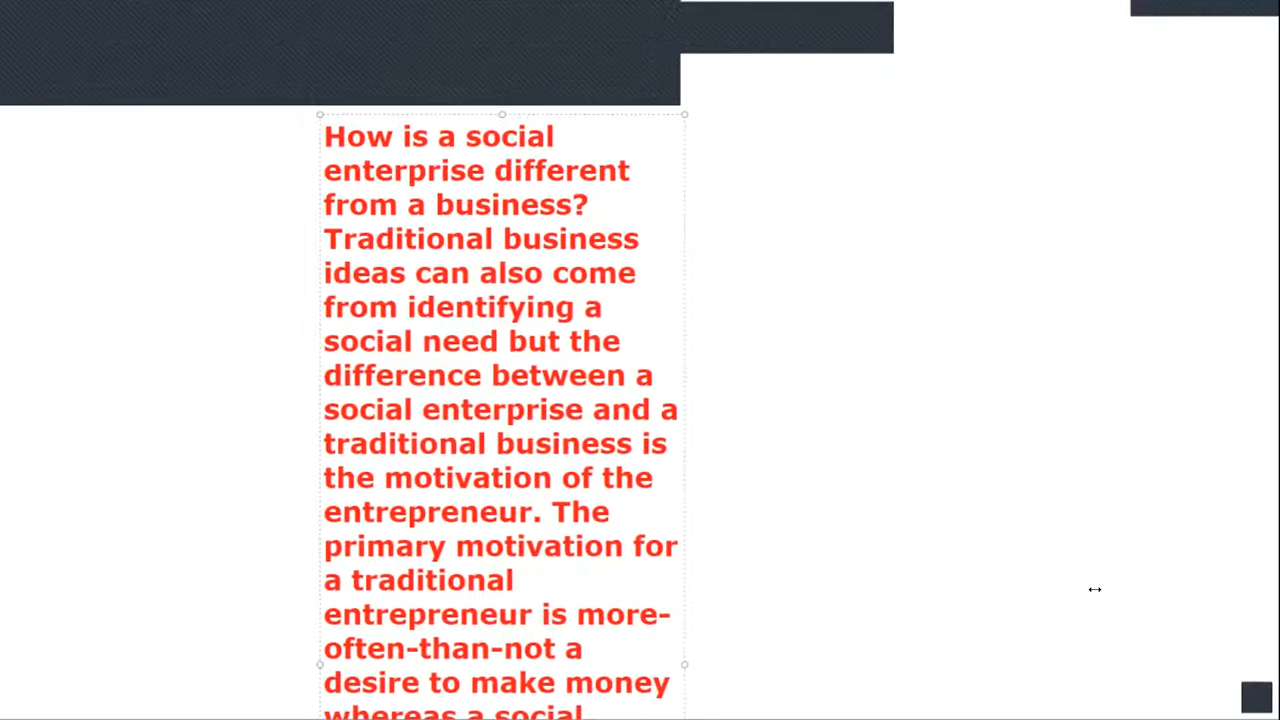 How is a social
enterprise different
from a business?
Traditional business
ideas can also come
from identifying a
social need but the
difference between a
social enterprise and a
traditional business is
the motivation of the
entrepreneur. The
primary motivation for
a traditional
entrepreneur is more-
often-than-not a
desire to make money
whereas a social